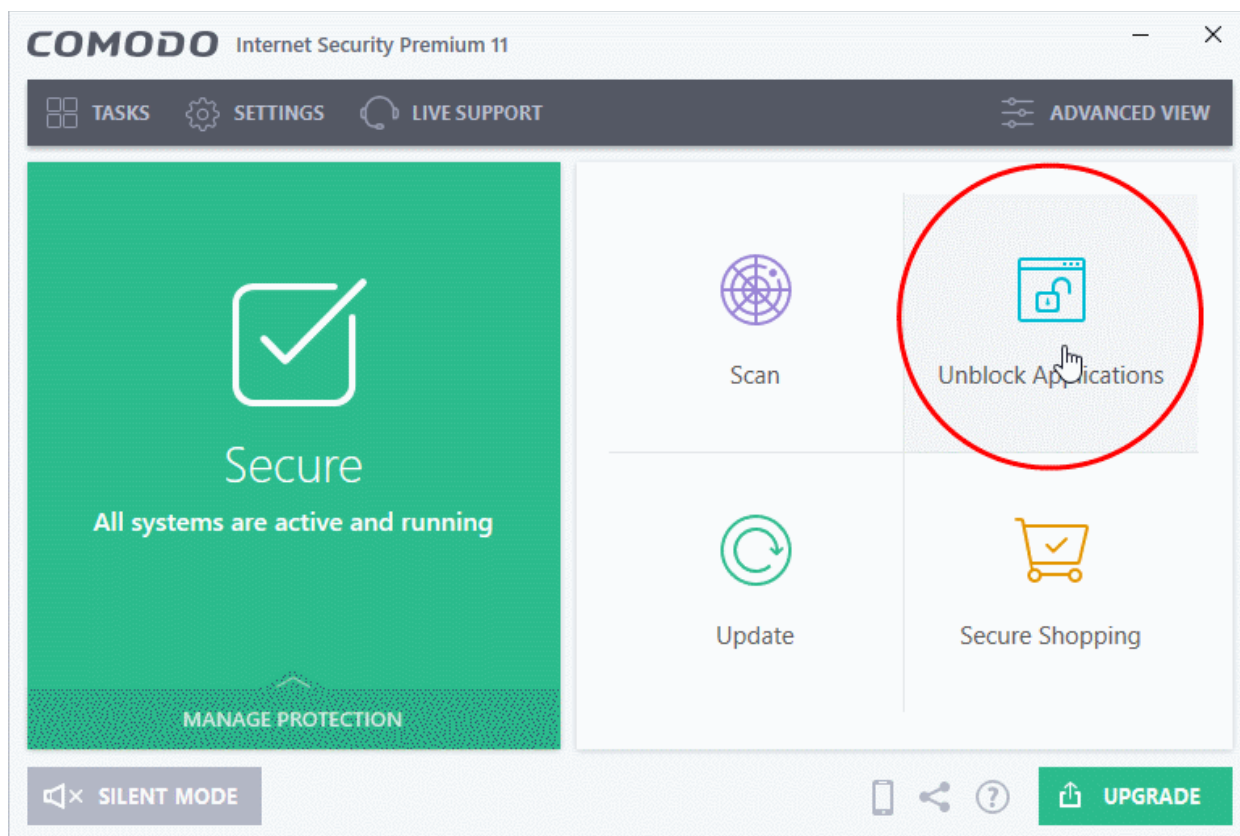 COMODO Internet Security Premium 11
TASKS SETTINGS LIVE SUPPORT ADVANCED VIEW
Secure
All systems are active and running
MANAGE PROTECTION
Scan
Unblock Applications
Update
Secure Shopping
SILENT MODE
?
UPGRADE